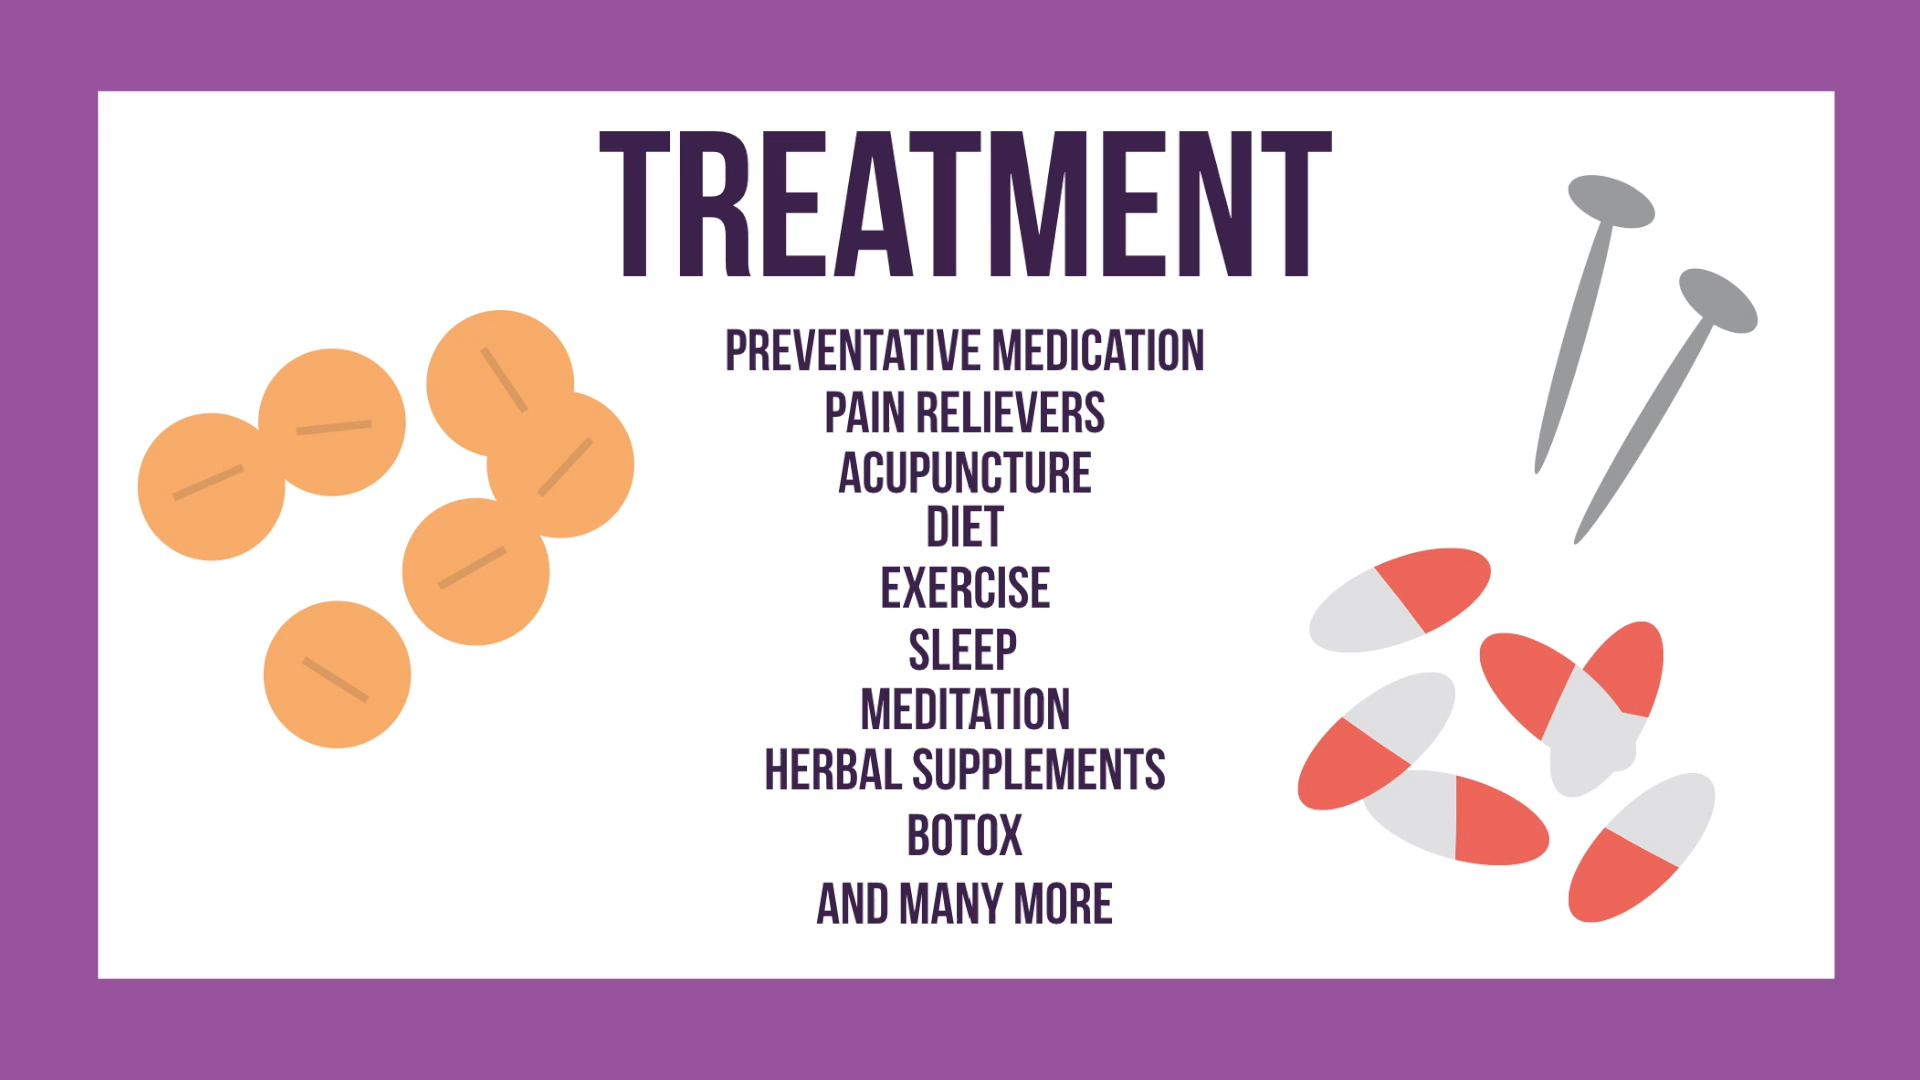 TREATMENT
PREVENTATIVE MEDICATION
PAIN RELIEVERS
ACUPUNCTURE
DIET
EXERCISE
SLEEP
MEDITATION
HERBAL SUPPLEMENTS
BOTOX
AND MANY MORE